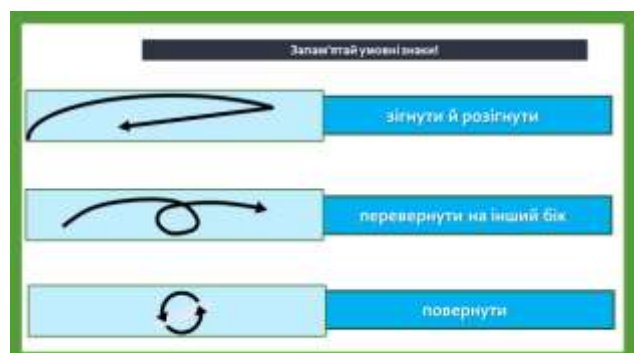 Запам'ятай умовні знаки!
зігнути й розігнути
перевернути на інший бік
повернути